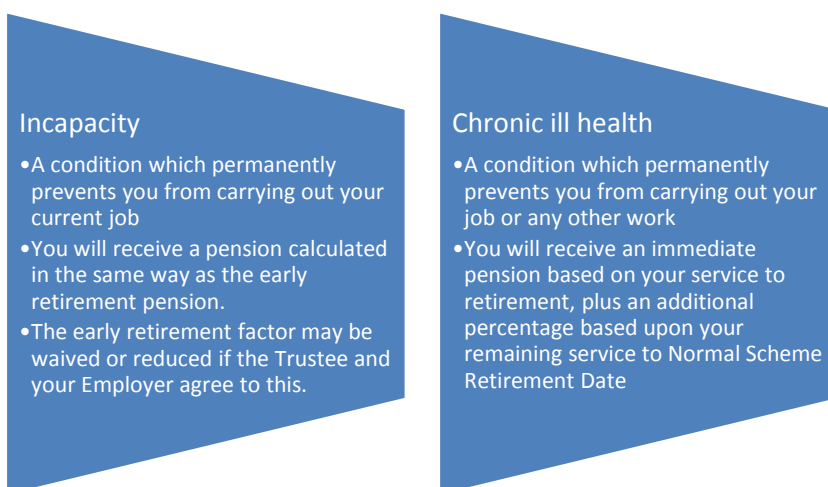 Incapacity
•A condition which permanently
prevents you from carrying out your
current job
•You will receive a pension calculated
in the same way as the early
retirement pension.
•The early retirement factor may be
waived or reduced if the Trustee and
your Employer agree to this.
Chronic ill health
•A condition which permanently
prevents you from carrying out your
job or any other work
•You will receive an immediate
pension based on your service to
retirement, plus an additional
percentage based upon your
remaining service to Normal Scheme
Retirement Date